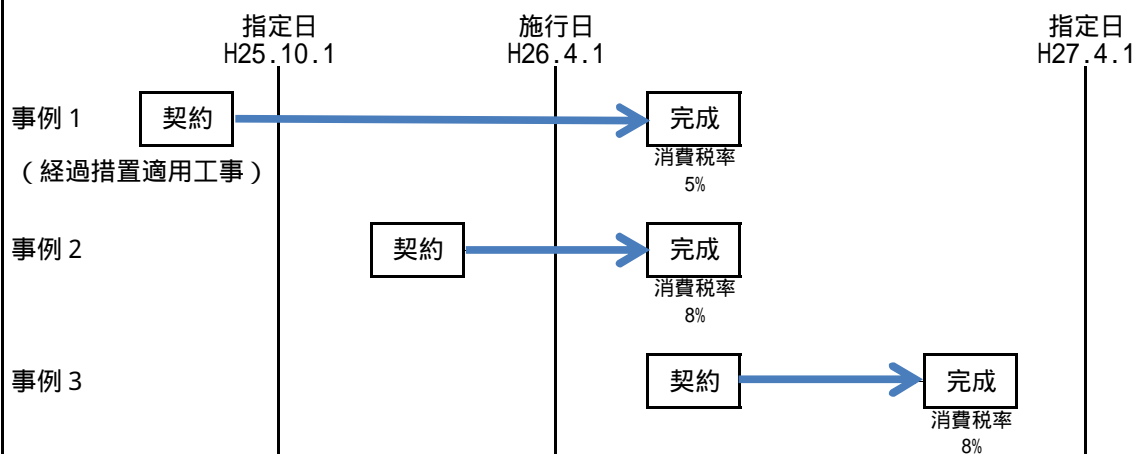 指定日 施行日 指定日
H25.10.1 H26.4.1 H27.4.1
事例1 契約 完成
(経過措置適用工事) 消費税率
5%
事例2 契約 完成
消費税率
8%
事例3 契約 完成
消費税率
8%